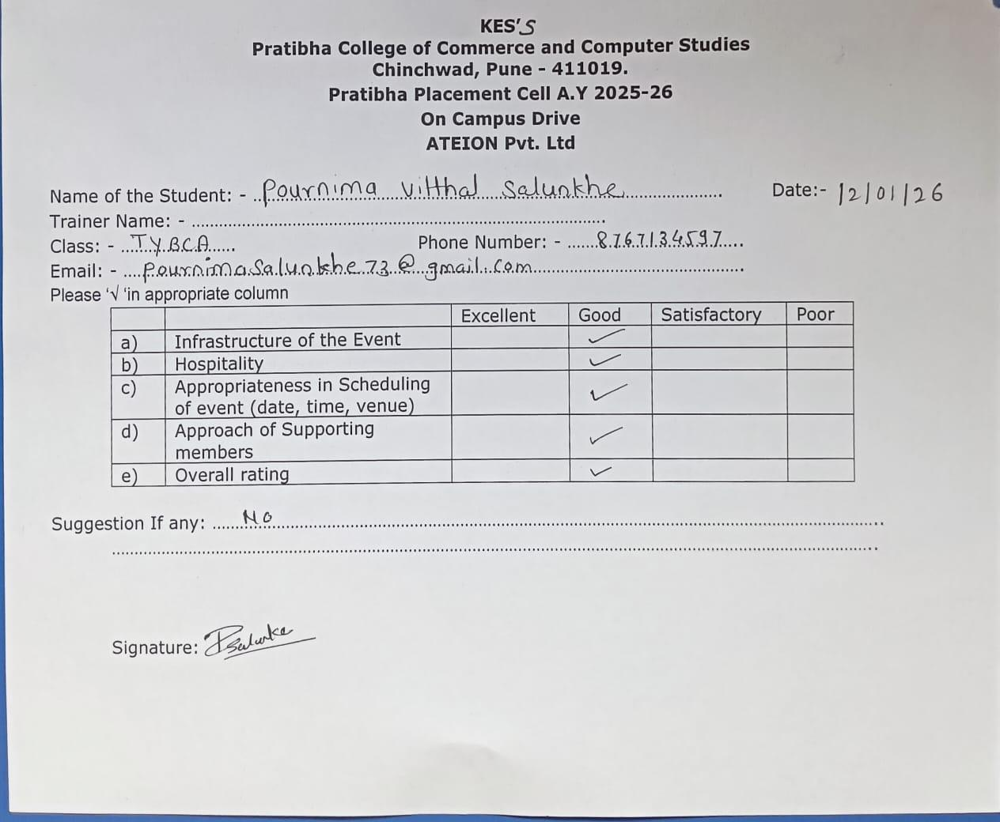 KES'S
Pratibha College of Commerce and Computer Studies
Chinchwad, Pune - 411019.
Pratibha Placement Cell A.Y 2025-26
On Campus Drive
ATEION Pvt. Ltd
Name of the Student: - Pournima Vitthal Salunkhe Date:- 12/01/26
Trainer Name: - ......
Class: - T.Y.B.C.A Phone Number: - 8767134597
Email: - pournimasalunkhe73@gmail.com
Please ‘√ ‘in appropriate column
Excellent Good Satisfactory Poor
a) Infrastructure of the Event ✓
b) Hospitality ✓
c) Appropriateness in Scheduling
of event (date, time, venue) ✓
d) Approach of Supporting
members ✓
e) Overall rating ✓
Suggestion If any: No
Signature: PSalunke